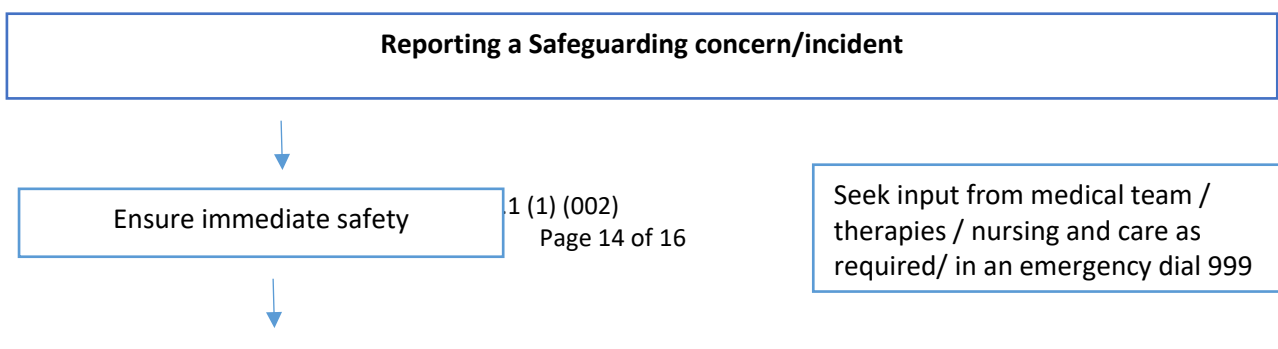 Reporting a Safeguarding concern/incident
Ensure immediate safety
.1 (1) (002)
Page 14 of 16
Seek input from medical team /
therapies / nursing and care as
required/ in an emergency dial 999